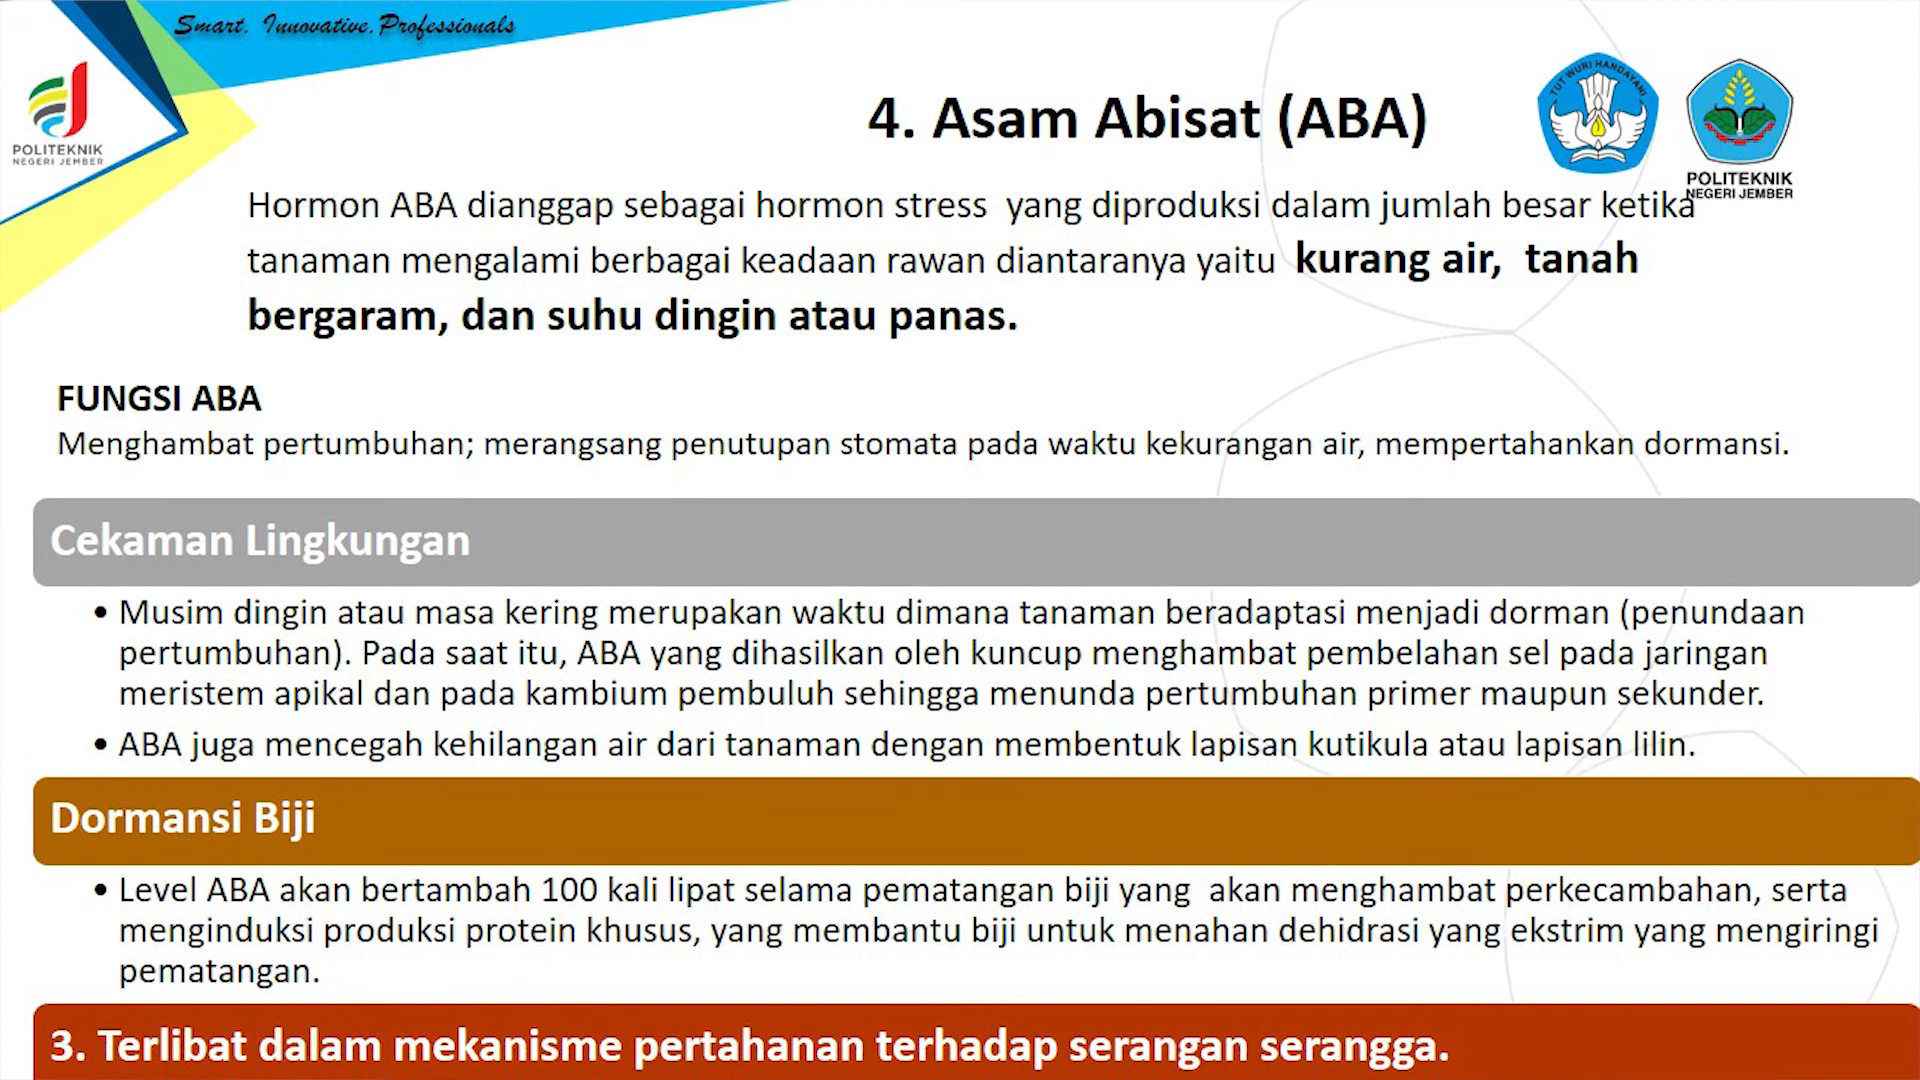 Smart. Innovative. Professionals
POLITEKNIK
NEGERI JEMBER
4. Asam Abisat (ABA)
TUT WURI HANDAYANI
POLITEKNIK
NEGERI JEMBER
Hormon ABA dianggap sebagai hormon stress yang diproduksi dalam jumlah besar ketika
tanaman mengalami berbagai keadaan rawan diantaranya yaitu kurang air, tanah
bergaram, dan suhu dingin atau panas.
FUNGSI ABA
Menghambat pertumbuhan; merangsang penutupan stomata pada waktu kekurangan air, mempertahankan dormansi.
Cekaman Lingkungan
• Musim dingin atau masa kering merupakan waktu dimana tanaman beradaptasi menjadi dorman (penundaan
pertumbuhan). Pada saat itu, ABA yang dihasilkan oleh kuncup menghambat pembelahan sel pada jaringan
meristem apikal dan pada kambium pembuluh sehingga menunda pertumbuhan primer maupun sekunder.
• ABA juga mencegah kehilangan air dari tanaman dengan membentuk lapisan kutikula atau lapisan lilin.
Dormansi Biji
• Level ABA akan bertambah 100 kali lipat selama pematangan biji yang akan menghambat perkecambahan, serta
menginduksi produksi protein khusus, yang membantu biji untuk menahan dehidrasi yang ekstrim yang mengiringi
pematangan.
3. Terlibat dalam mekanisme pertahanan terhadap serangan serangga.